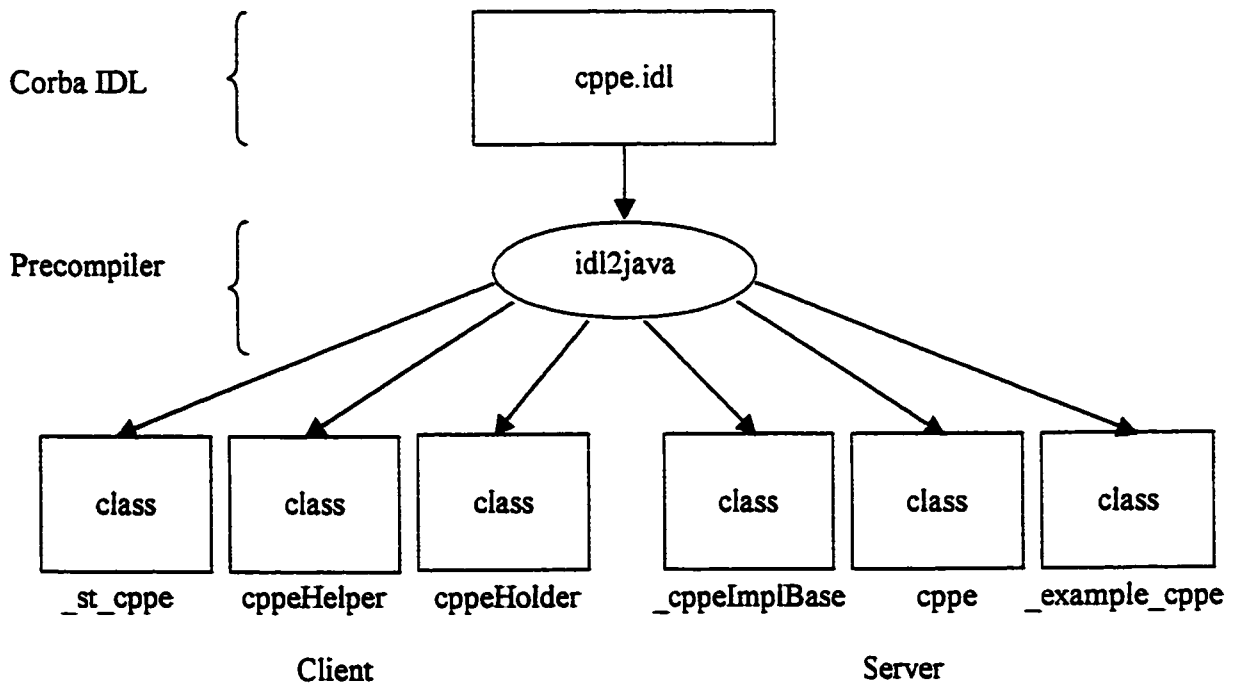 Corba IDL
cppe.idl
Precompiler
idl2java
class class class class class class
_st_cppe cppeHelper cppeHolder _cppeImplBase cppe _example_cppe
Client Server